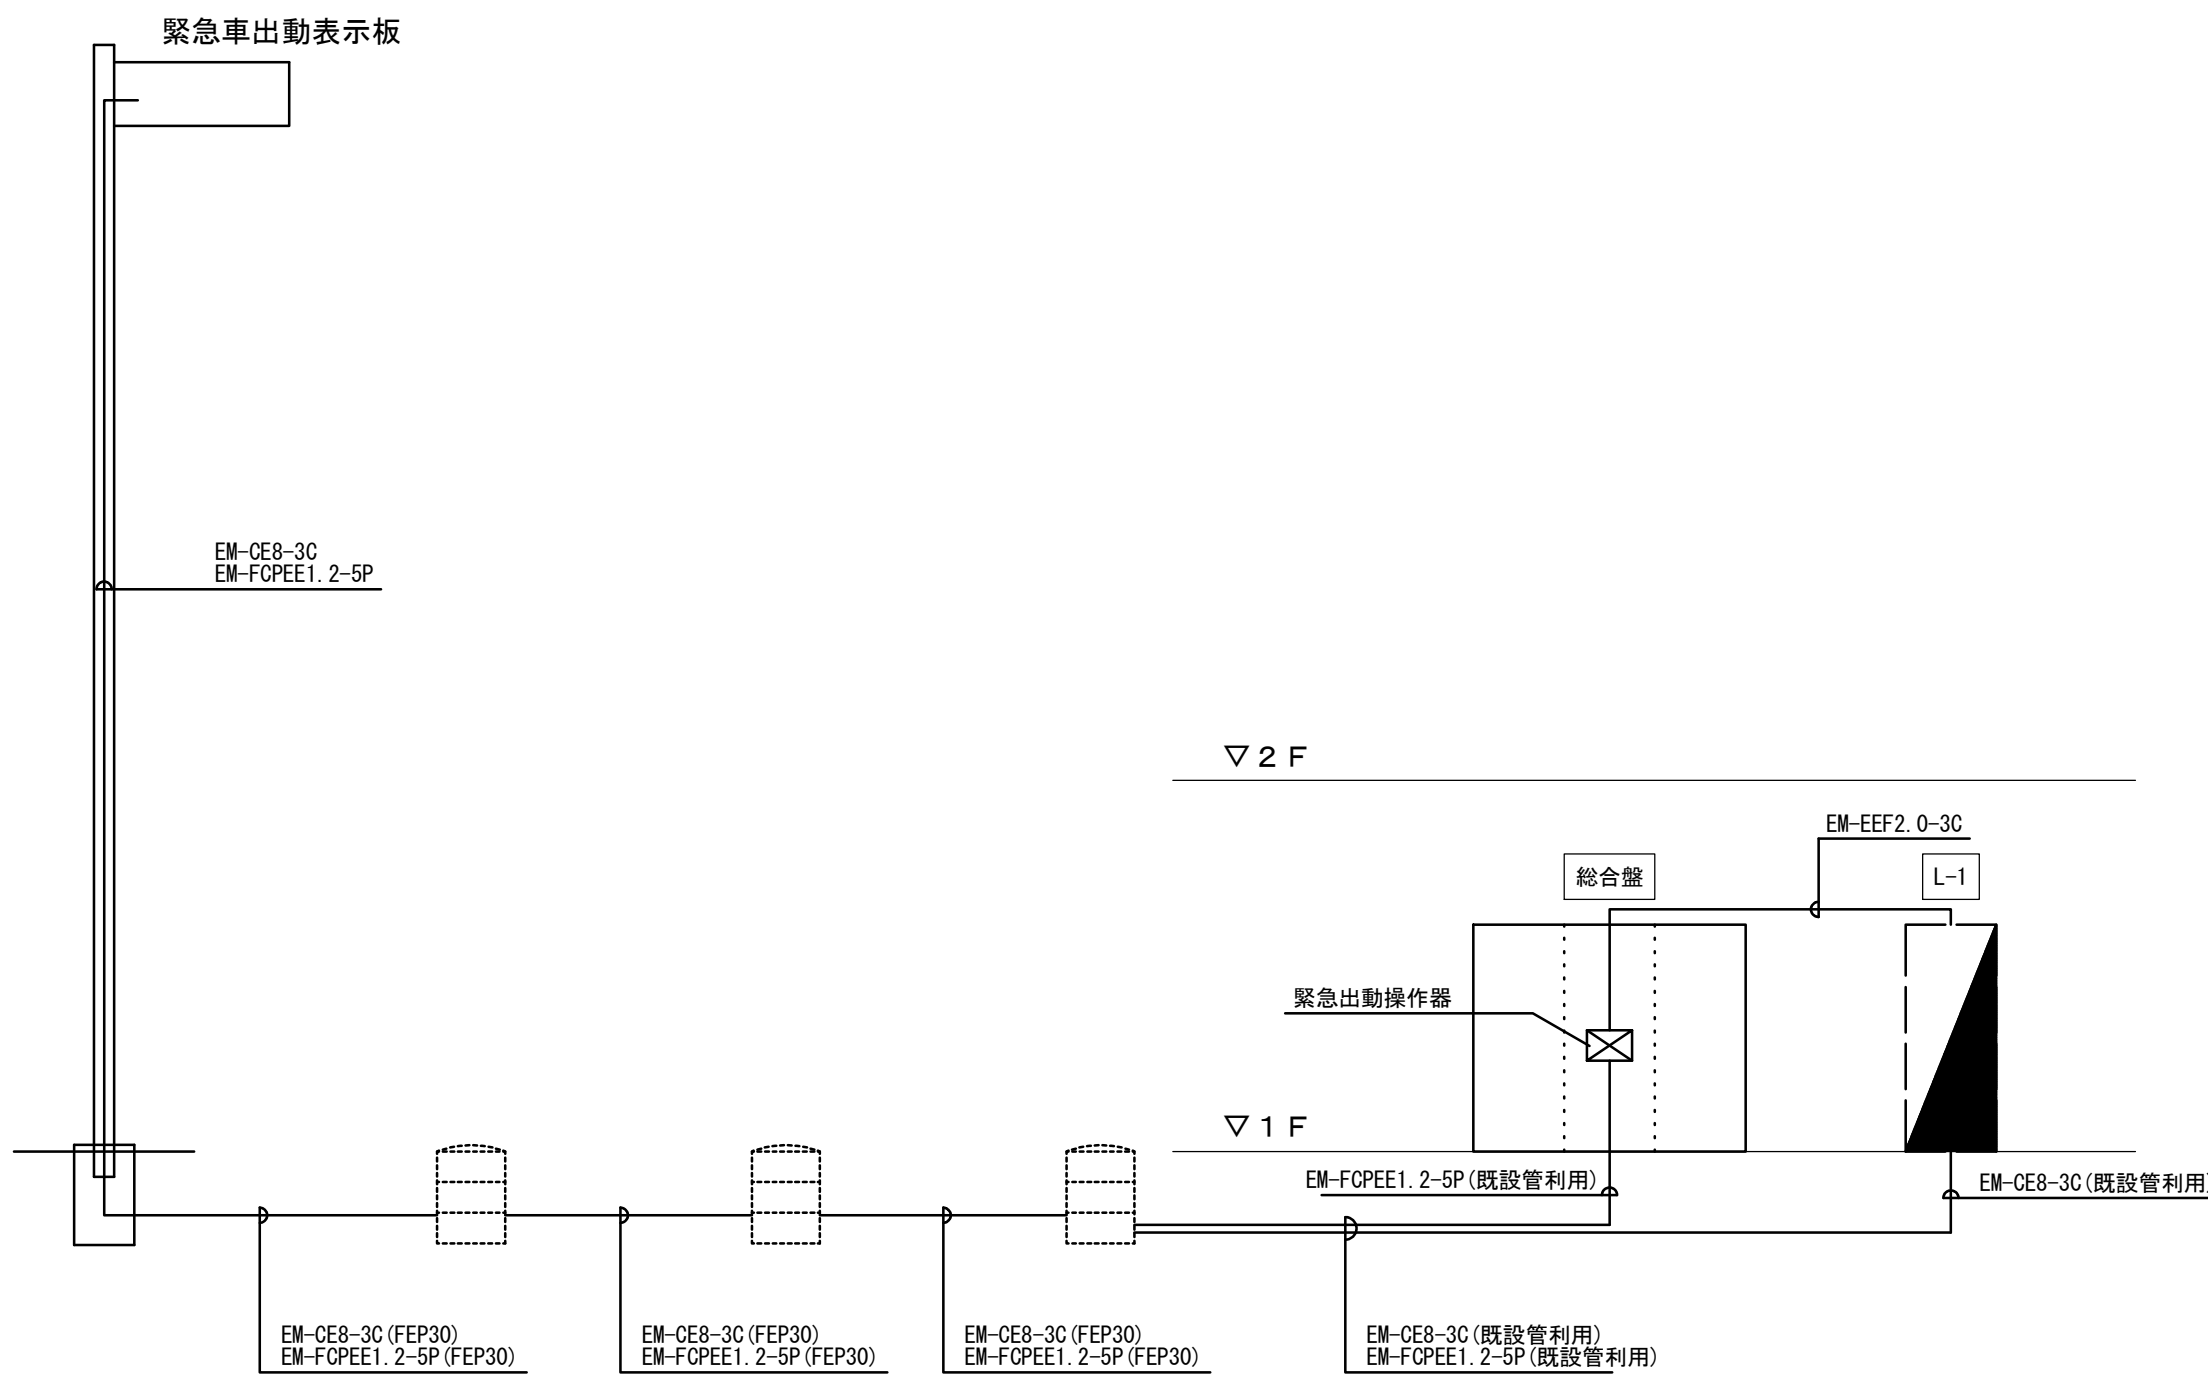 緊急車出動表示板
EM-CE8-3C
EM-FCPEE1.2-5P
▽2F
EM-EEF2.0-3C
総合盤
L-1
緊急出動操作器
▽1F
EM-FCPEE1.2-5P(既設管利用)
EM-CE8-3C(既設管利用)
EM-CE8-3C(FEP30)
EM-FCPEE1.2-5P(FEP30)
EM-CE8-3C(FEP30)
EM-FCPEE1.2-5P(FEP30)
EM-CE8-3C(FEP30)
EM-FCPEE1.2-5P(FEP30)
EM-CE8-3C(既設管利用)
EM-FCPEE1.2-5P(既設管利用)